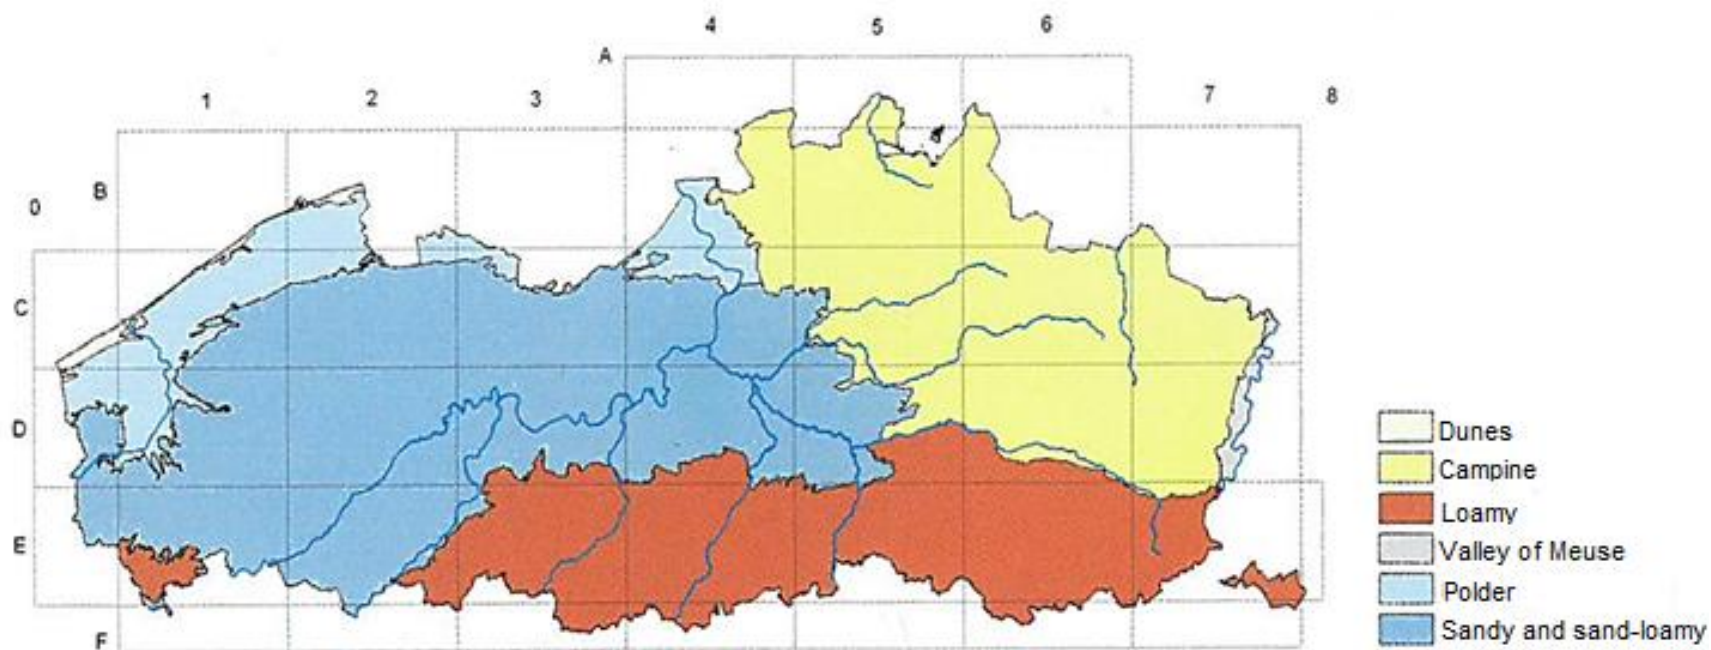 4 5 6
A
1 2 3 7 8
B
0
C
D
E
F
Dunes
Campine
Loamy
Valley of Meuse
Polder
Sandy and sand-loamy